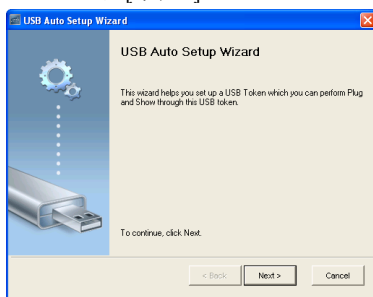 USB Auto Setup Wizard
USB Auto Setup Wizard
This wizard helps you set up a USB Token which you can perform Plug
and Show through this USB token.
To continue, click Next.
< Back Next > Cancel